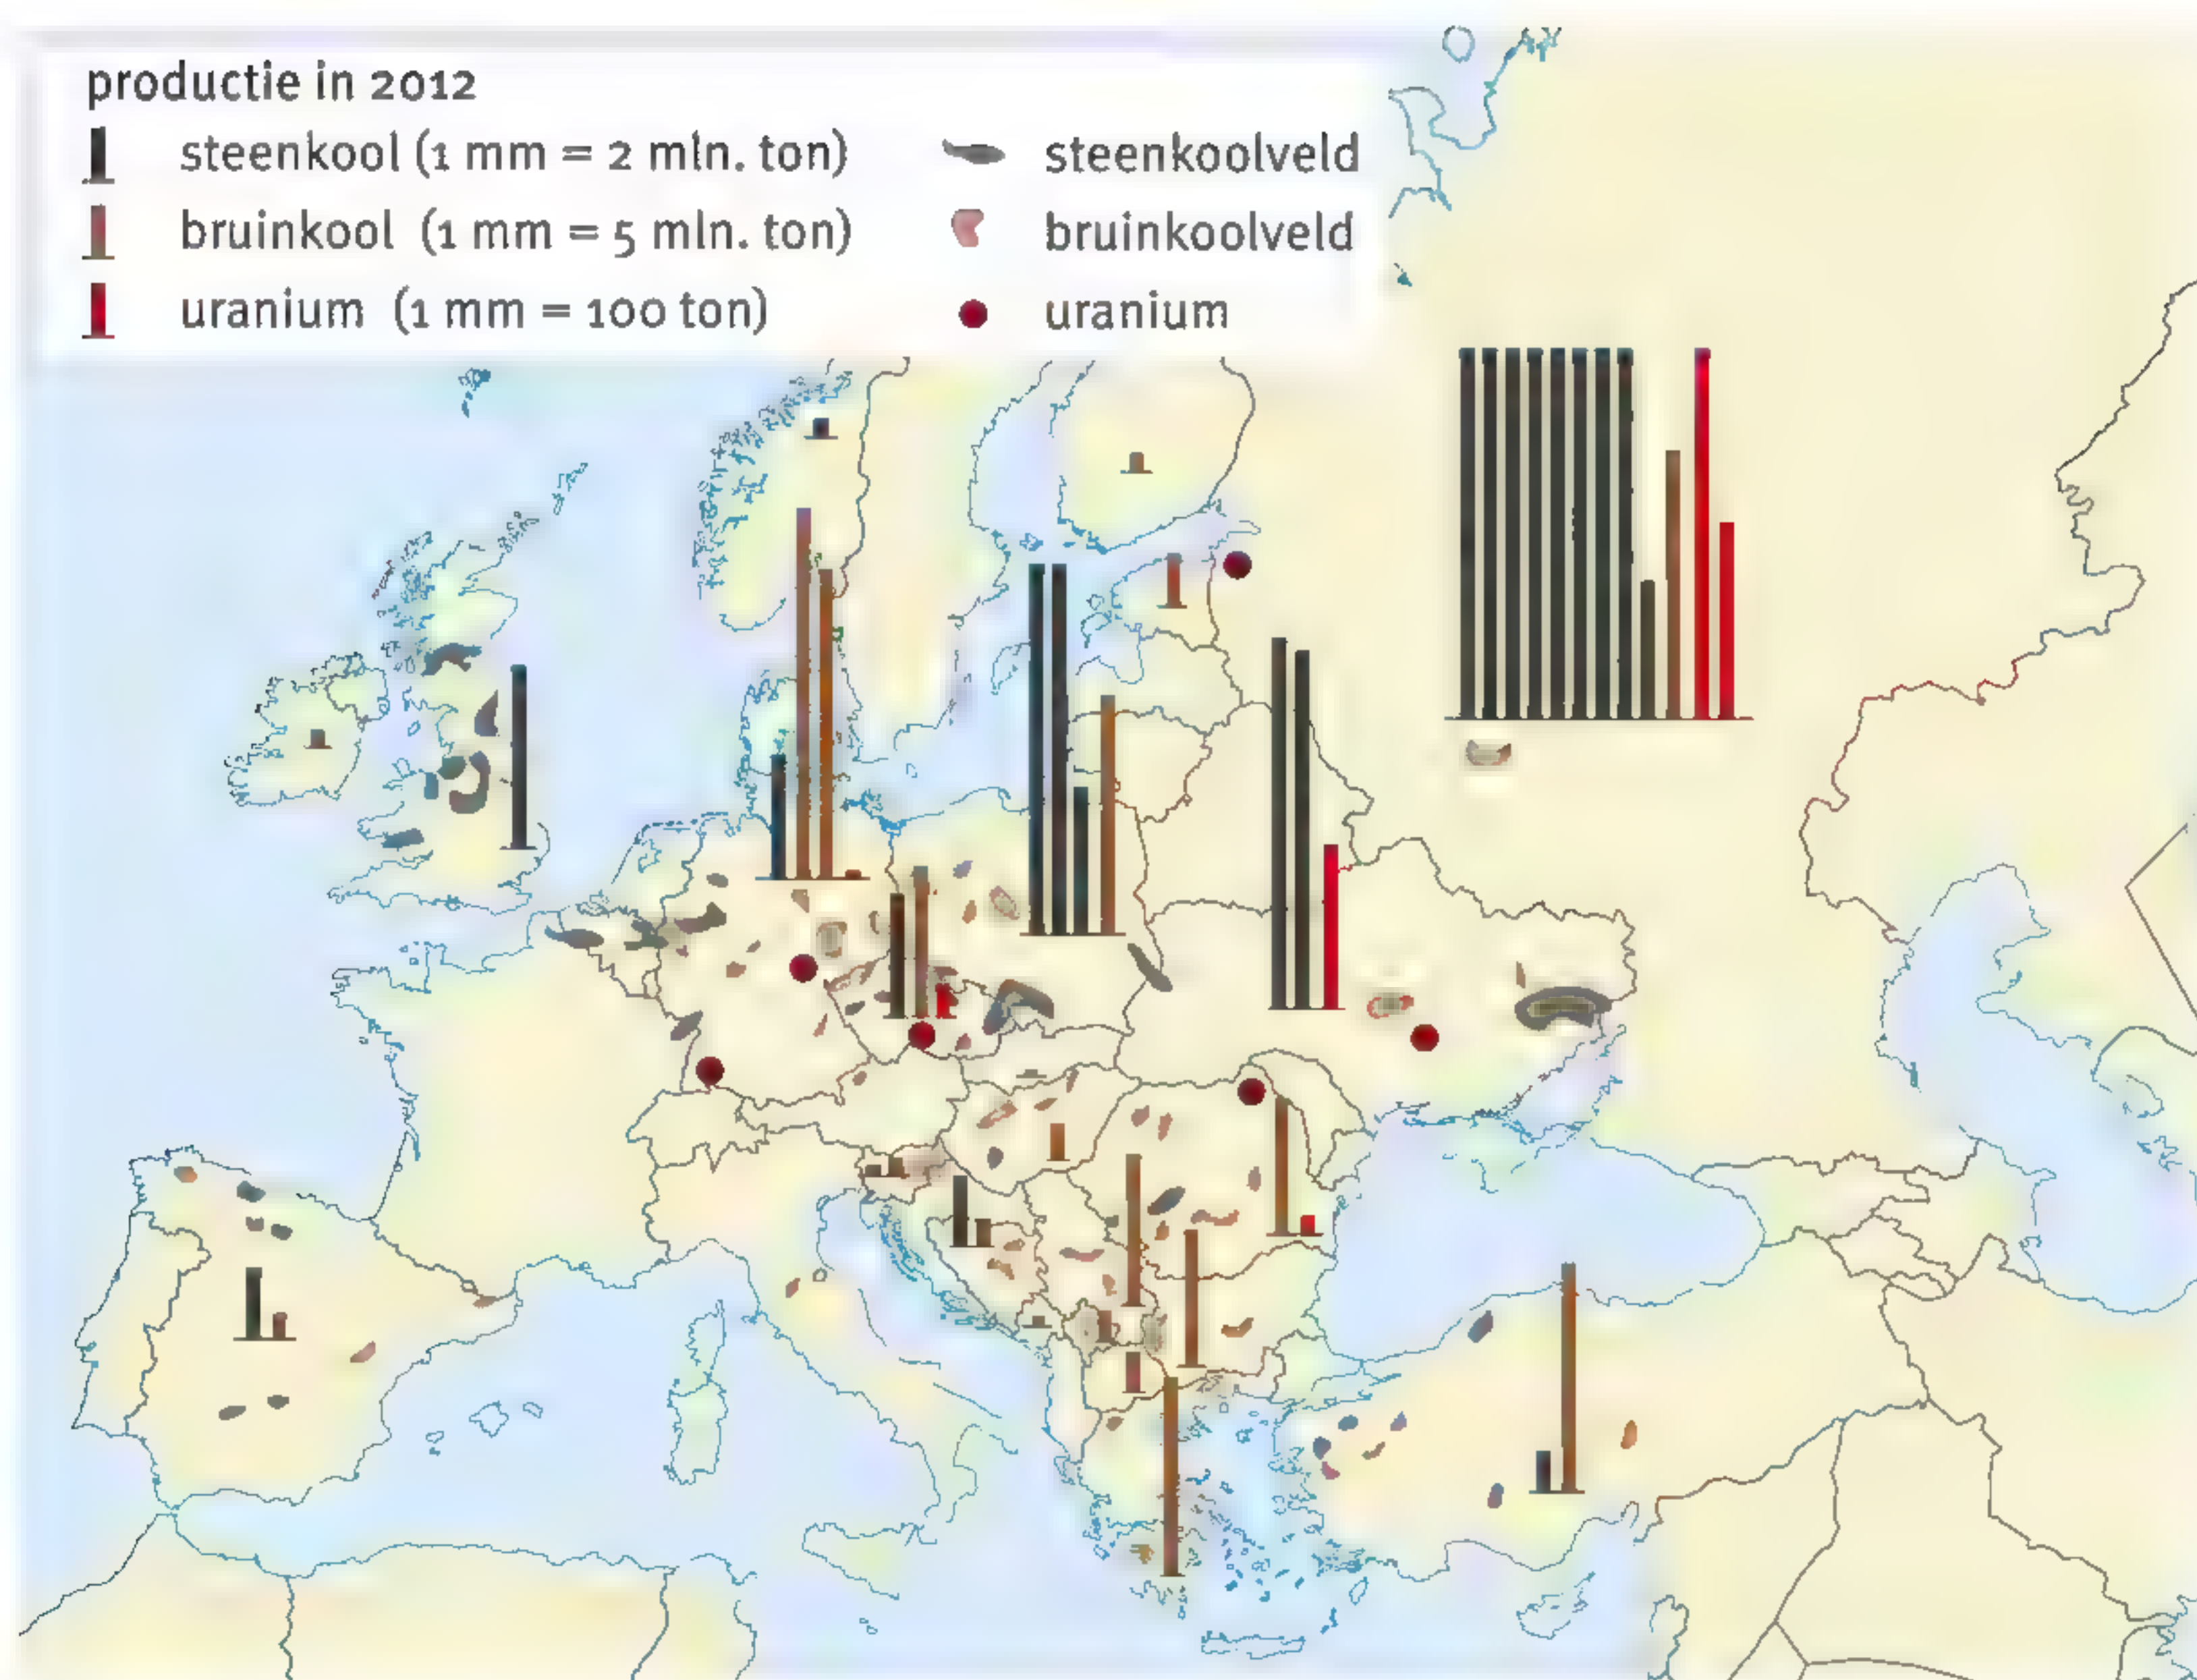 productie in 2012
steenkool (1 mm = 2 mln. ton)
bruinkool (1 mm = 5 mln. ton)
uranium (1 mm = 100 ton)
steenkoolveld
bruinkoolveld
uranium